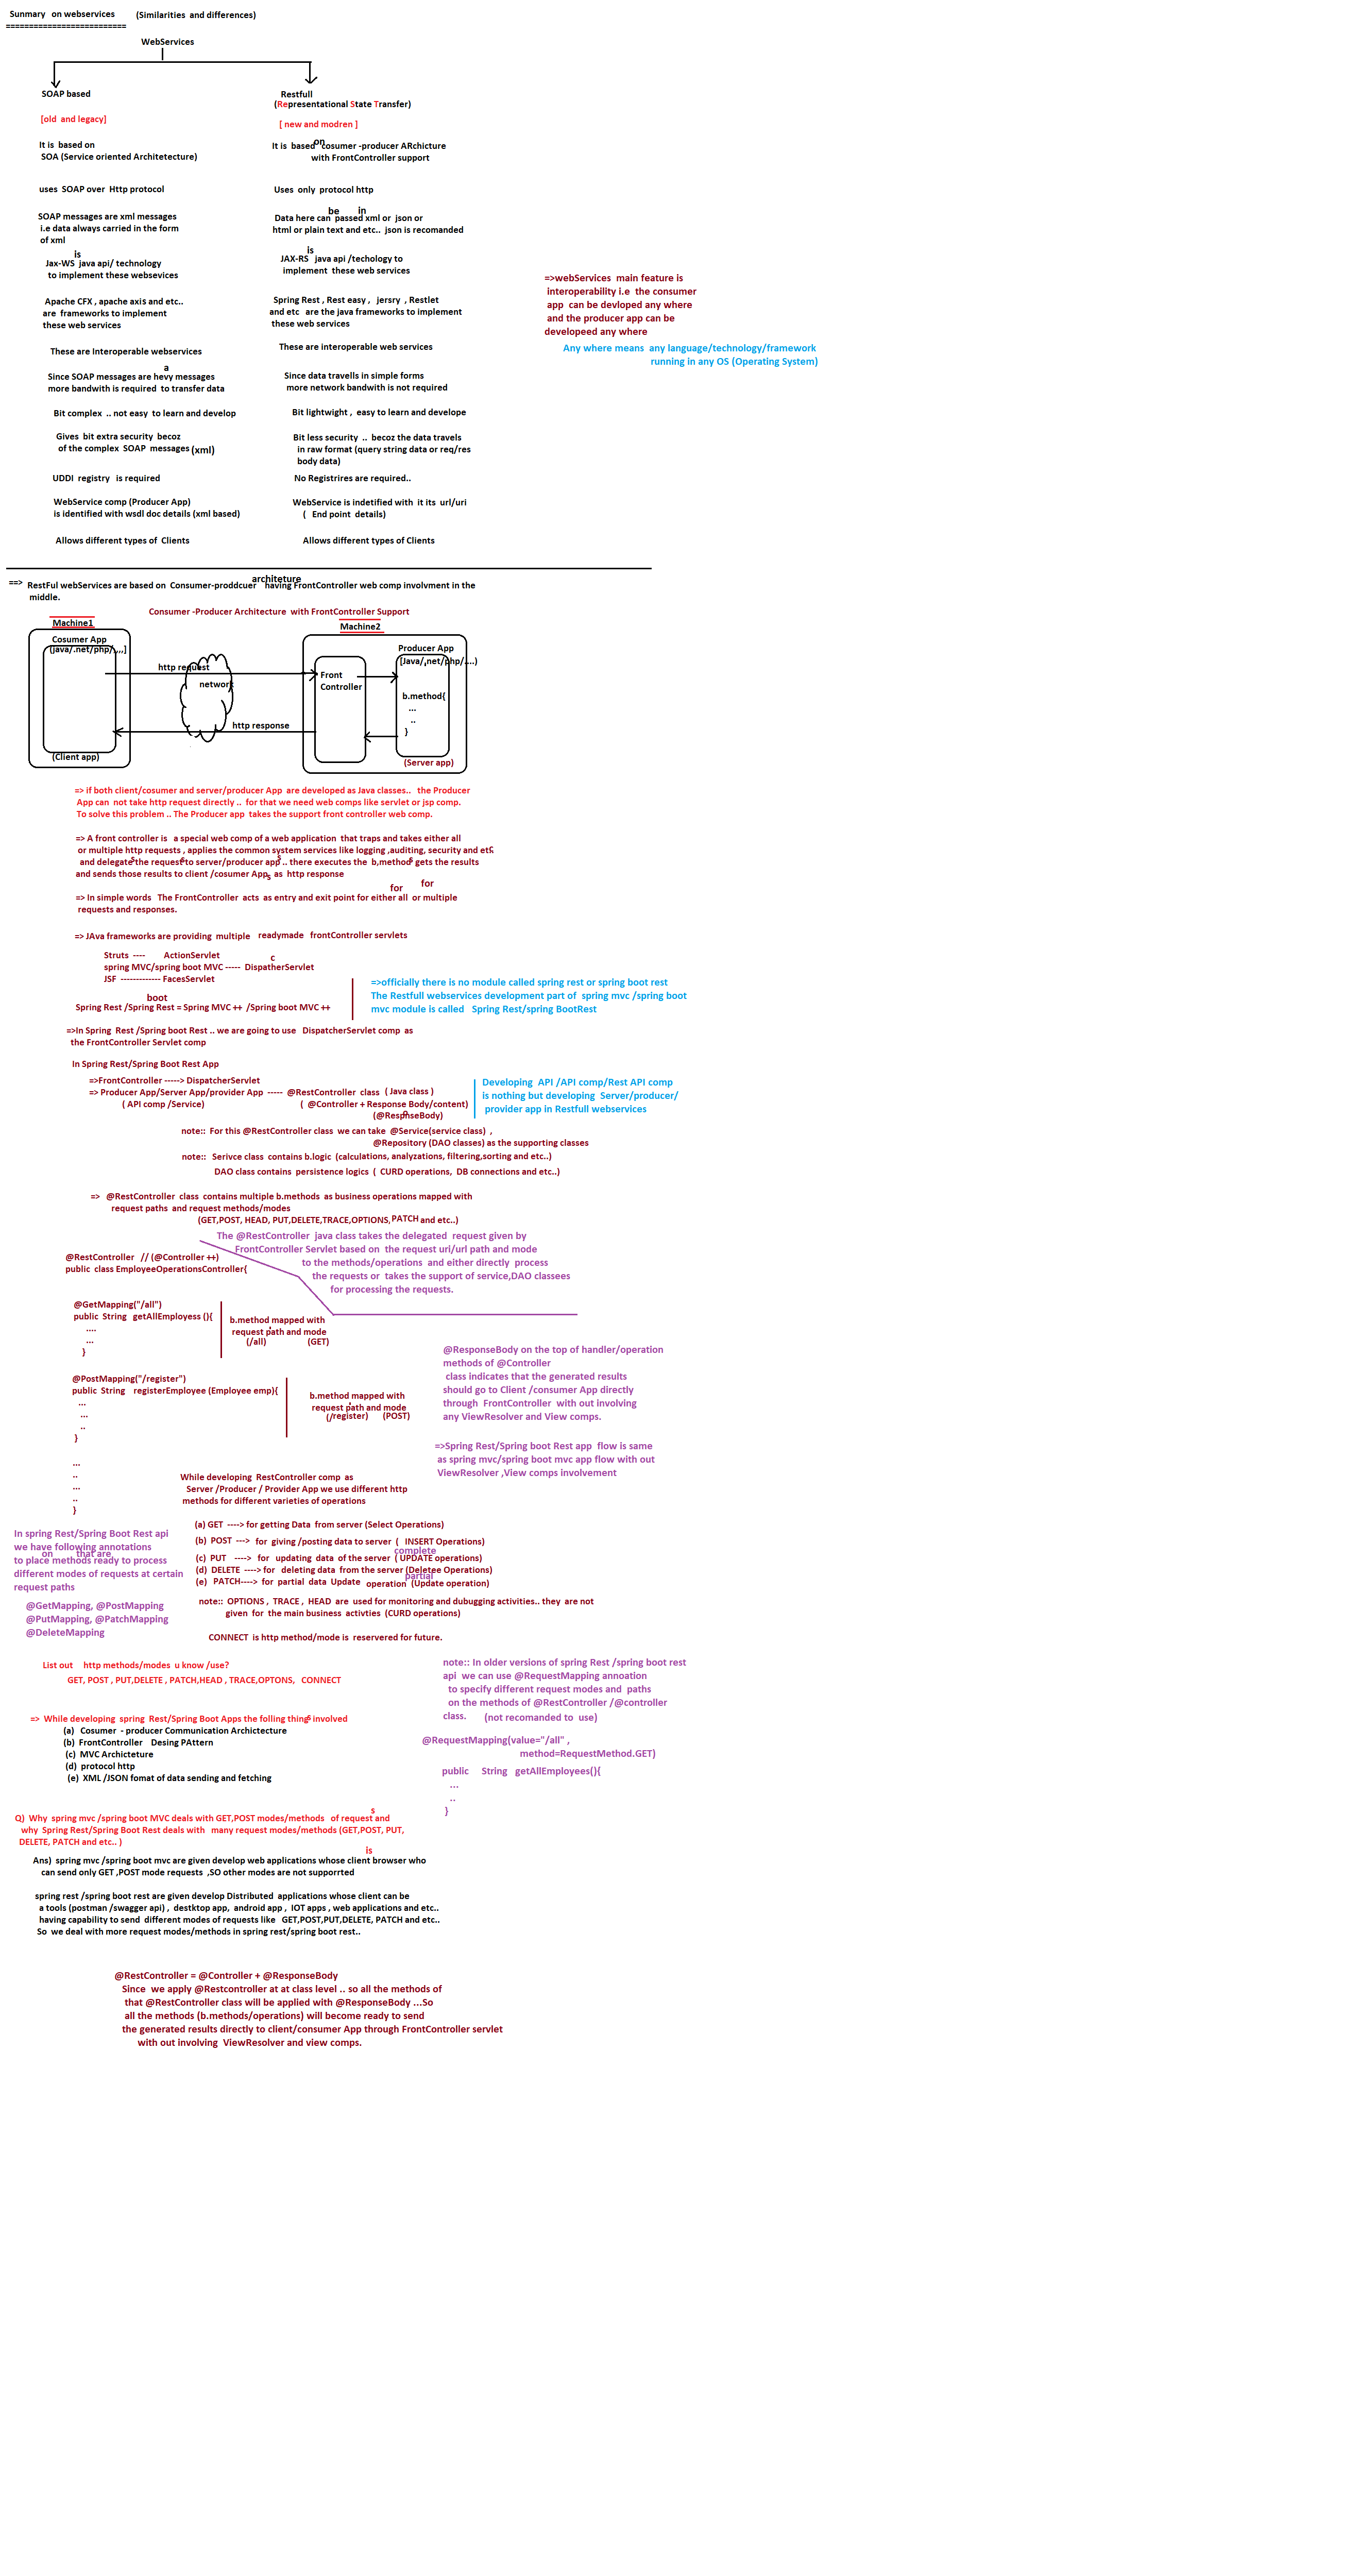 Sunmary on webservices (Similarities and differences)
==========================
WebServices
SOAP based
[old and legacy]
It is based on
SOA (Service oriented Architetecture)
uses SOAP over Http protocol
SOAP messages are xml messages
i.e data always carried in the form
of xml
is
Jax-WS java api/ technology
to implement these websevices
Apache CFX , apache axis and etc..
are frameworks to implement
these web services
These are Interoperable webservices
a
Since SOAP messages are hevy messages
more bandwith is required to transfer data
Bit complex .. not easy to learn and develop
Gives bit extra security becoz
of the complex SOAP messages (xml)
UDDI registry is required
WebService comp (Producer App)
is identified with wsdl doc details (xml based)
Allows different types of Clients
Restfull
(Representational State Transfer)
[ new and modren ]
on
It is based cosumer -producer ARchicture
with FrontController support
Uses only protocol http
be in
Data here can passed xml or json or
html or plain text and etc.. json is recomanded
is
JAX-RS java api /techology to
implement these web services
Spring Rest , Rest easy , jersry , Restlet
and etc are the java frameworks to implement
these web services
These are interoperable web services
Since data travells in simple forms
more network bandwith is not required
Bit lightwight , easy to learn and develope
Bit less security .. becoz the data travels
in raw format (query string data or req/res
body data)
No Registrires are required..
WebService is indetified with it its url/uri
( End point details)
Allows different types of Clients
=>webServices main feature is
interoperability i.e the consumer
app can be devloped any where
and the producer app can be
developeed any where
Any where means any language/technology/framework
running in any OS (Operating System)
architeture
==> RestFul webServices are based on Consumer-proddcuer having FrontController web comp involvment in the
middle.
Consumer -Producer Architecture with FrontController Support
Machine1
Machine2
Cosumer App
(java/.net/php/.,,,]
Producer App
[Java/,net/php/....)
http request
network
Front
Controller
b.method{
...
..
}
http response
(Client app)
(Server app)
=> if both client/cosumer and server/producer App are developed as Java classes.. the Producer
App can not take http request directly .. for that we need web comps like servlet or jsp comp.
To solve this problem .. The Producer app takes the support front controller web comp.
=> A front controller is a special web comp of a web application that traps and takes either all
or multiple http requests , applies the common system services like logging ,auditing, security and etc
s s s s
and delegate the request to server/producer app .. there executes the b,method gets the results
and sends those results to client /cosumer App as http response
s
for for
=> In simple words The FrontController acts as entry and exit point for either all or multiple
requests and responses.
=> JAva frameworks are providing multiple readymade frontController servlets
Struts ---- ActionServlet
c
spring MVC/spring boot MVC ----- DispatherServlet
JSF ------------- FacesServlet
boot
Spring Rest /Spring Rest = Spring MVC ++ /Spring boot MVC ++
=>officially there is no module called spring rest or spring boot rest
The Restfull webservices development part of spring mvc /spring boot
mvc module is called Spring Rest/spring BootRest
=>In Spring Rest /Spring boot Rest .. we are going to use DispatcherServlet comp as
the FrontController Servlet comp
In Spring Rest/Spring Boot Rest App
=>FrontController -----> DispatcherServlet
=> Producer App/Server App/provider App ----- @RestController class ( Java class )
( API comp /Service) ( @Controller + Response Body/content)
(@ResponseBody)
Developing API /API comp/Rest API comp
is nothing but developing Server/producer/
provider app in Restfull webservices
note:: For this @RestController class we can take @Service(service class) ,
@Repository (DAO classes) as the supporting classes
note:: Serivce class contains b.logic (calculations, analyzations, filtering,sorting and etc..)
DAO class contains persistence logics ( CURD operations, DB connections and etc..)
=> @RestController class contains multiple b.methods as business operations mapped with
request paths and request methods/modes
(GET,POST, HEAD, PUT,DELETE,TRACE,OPTIONS, PATCH and etc..)
The @RestController java class takes the delegated request given by
FrontController Servlet based on the request uri/url path and mode
to the methods/operations and either directly process
the requests or takes the support of service,DAO classees
for processing the requests.
@RestController // (@Controller ++)
public class EmployeeOperationsController{
@GetMapping("/all")
public String getAllEmployess (){
....
...
}
b.method mapped with
request path and mode
(/all) (GET)
@PostMapping("/register")
public String registerEmployee (Employee emp){
...
...
..
}
b.method mapped with
request path and mode
(/register) (POST)
...
..
...
..
}
@ResponseBody on the top of handler/operation
methods of @Controller
class indicates that the generated results
should go to Client /consumer App directly
through FrontController with out involving
any ViewResolver and View comps.
=>Spring Rest/Spring boot Rest app flow is same
as spring mvc/spring boot mvc app flow with out
ViewResolver ,View comps involvement
While developing RestController comp as
Server /Producer / Provider App we use different http
methods for different varieties of operations
(a) GET ----> for getting Data from server (Select Operations)
(b) POST ---> for giving /posting data to server ( INSERT Operations)
complete
(c) PUT ----> for updating data of the server ( UPDATE operations)
(d) DELETE ----> for deleting data from the server (Deletee Operations)
partial
(e) PATCH----> for partial data Update operation (Update operation)
note:: OPTIONS , TRACE , HEAD are used for monitoring and dubugging activities.. they are not
given for the main business activties (CURD operations)
CONNECT is http method/mode is reservered for future.
In spring Rest/Spring Boot Rest api
we have following annotations
on that are
to place methods ready to process
different modes of requests at certain
request paths
@GetMapping, @PostMapping
@PutMapping, @PatchMapping
@DeleteMapping
List out http methods/modes u know /use?
GET, POST , PUT,DELETE , PATCH,HEAD , TRACE,OPTONS, CONNECT
note:: In older versions of spring Rest /spring boot rest
api we can use @RequestMapping annoation
to specify different request modes and paths
on the methods of @RestController /@controller
class. (not recomanded to use)
@RequestMapping(value="/all" ,
method=RequestMethod.GET)
public String getAllEmployees(){
...
..
}
=> While developing spring Rest/Spring Boot Apps the folling things involved
(a) Cosumer - producer Communication Architecture
(b) FrontController Desing PAttern
(c) MVC Archicteture
(d) protocol http
(e) XML /JSON fomat of data sending and fetching
s
Q) Why spring mvc /spring boot MVC deals with GET,POST modes/methods of request and
why Spring Rest/Spring Boot Rest deals with many request modes/methods (GET,POST, PUT,
DELETE, PATCH and etc.. )
is
Ans) spring mvc /spring boot mvc are given develop web applications whose client browser who
can send only GET ,POST mode requests ,SO other modes are not supporrted
spring rest /spring boot rest are given develop Distributed applications whose client can be
a tools (postman /swagger api) , destktop app, android app , IOT apps , web applications and etc..
having capability to send different modes of requests like GET,POST,PUT,DELETE, PATCH and etc..
So we deal with more request modes/methods in spring rest/spring boot rest..
@RestController = @Controller + @ResponseBody
Since we apply @Restcontroller at at class level .. so all the methods of
that @RestController class will be applied with @ResponseBody ...So
all the methods (b.methods/operations) will become ready to send
the generated results directly to client/consumer App through FrontController servlet
with out involving ViewResolver and view comps.